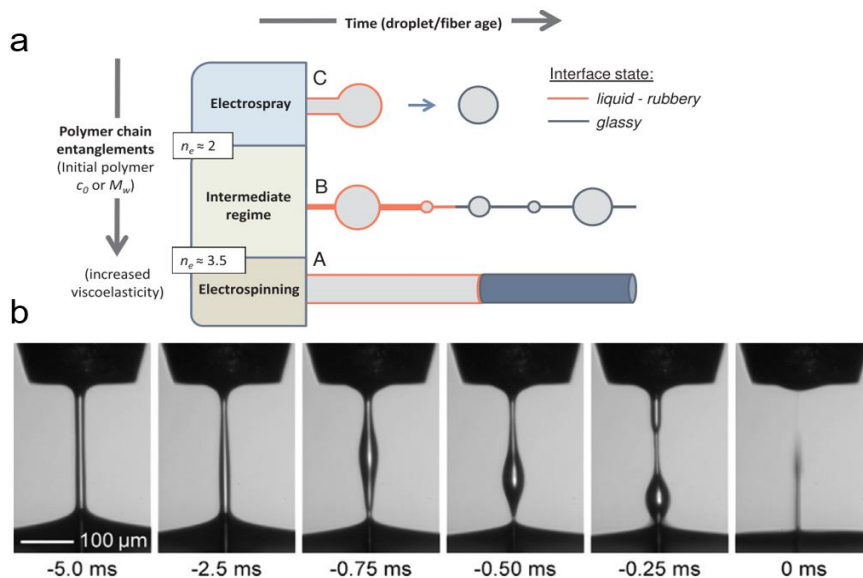 Time (droplet/fiber age)
a
C
Interface state:
Electrospray
liquid - rubbery
glassy
Polymer chain
entanglements
(Initial polymer
c₀ or Mw)
nₑ ≈ 2
B
Intermediate
regime
nₑ ≈ 3.5
A
(increased
viscoelasticity)
Electrospinning
b
100 µm
-5.0 ms
-2.5 ms
-0.75 ms
-0.50 ms
-0.25 ms
0 ms